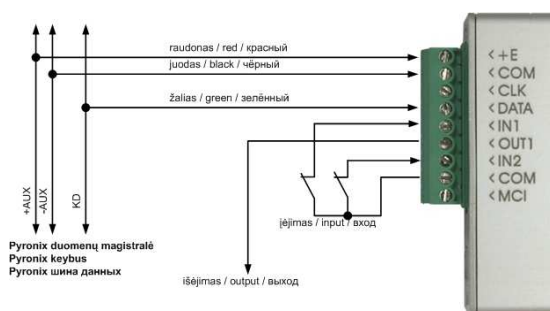 raudonas / red / красный
juodas / black / чёрный
žalias / green / зелённый
<+E
<COM
<CLK
<DATA
<IN1
<OUT1
<IN2
<COM
<MCI
+AUX
-AUX
KD
įėjimas / input / вход
Pyronix duomenų magistralė
Pyronix keybus
Pyronix шина данных
išėjimas / output / выход